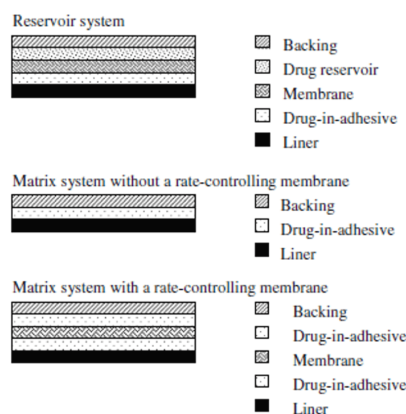 Reservoir system
Backing
Drug reservoir
Membrane
Drug-in-adhesive
Liner
Matrix system without a rate-controlling membrane
Backing
Drug-in-adhesive
Liner
Matrix system with a rate-controlling membrane
Backing
Drug-in-adhesive
Membrane
Drug-in-adhesive
Liner